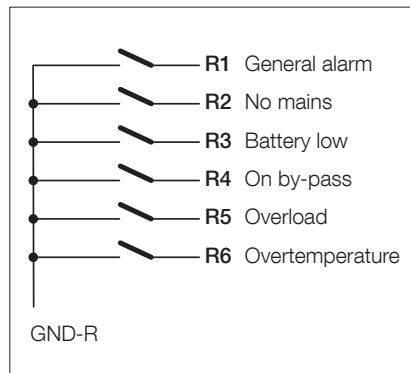 R1 General alarm
R2 No mains
R3 Battery low
R4 On by-pass
R5 Overload
R6 Overtemperature
GND-R